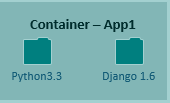 Container – App1
Python3.3
Django 1.6